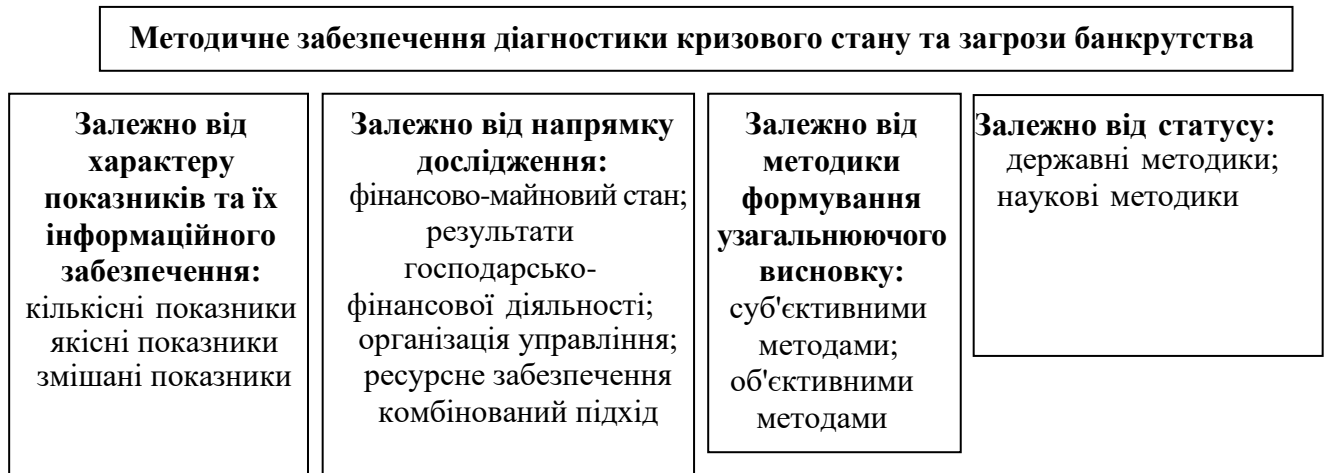 Методичне забезпечення діагностики кризового стану та загрози банкрутства
Залежно від
характеру
показників та їх
інформаційного
забезпечення:
кількісні показники
якісні показники
змішані показники
Залежно від напрямку
дослідження:
фінансово-майновий стан;
результати
господарсько-
фінансової діяльності;
організація управління;
ресурсне забезпечення
комбінований підхід
Залежно від
методики
формування
узагальнюючого
висновку:
суб'єктивними
методами;
об'єктивними
методами
Залежно від статусу:
державні методики;
наукові методики